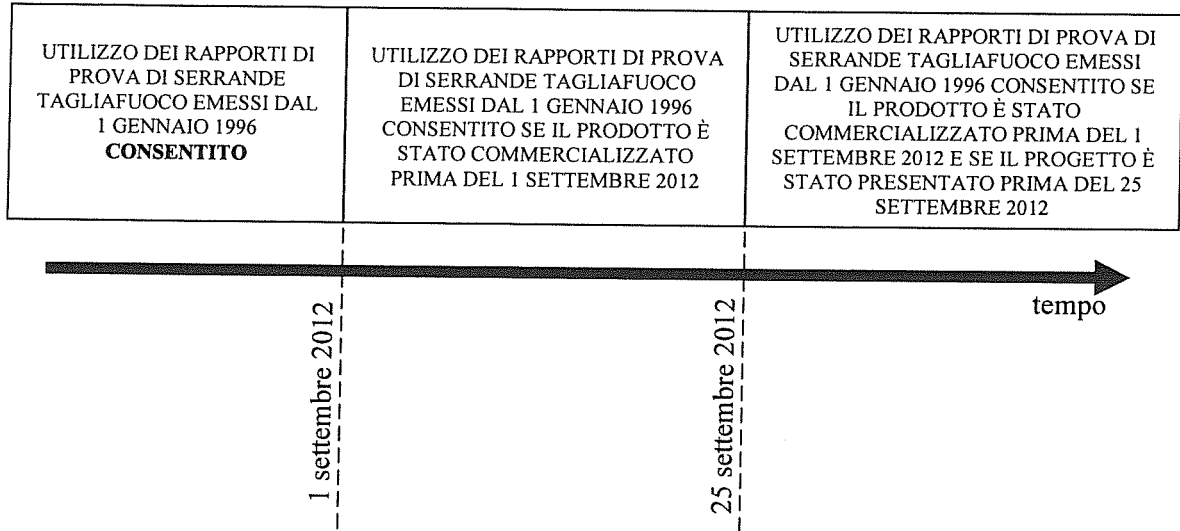 UTILIZZO DEI RAPPORTI DI
PROVA DI SERRANDE
TAGLIAFUOCO EMESSI DAL
1 GENNAIO 1996
CONSENTITO
UTILIZZO DEI RAPPORTI DI PROVA
DI SERRANDE TAGLIAFUOCO
EMESSI DAL 1 GENNAIO 1996
CONSENTITO SE IL PRODOTTO È
STATO COMMERCIALIZZATO
PRIMA DEL 1 SETTEMBRE 2012
UTILIZZO DEI RAPPORTI DI PROVA DI
SERRANDE TAGLIAFUOCO EMESSI
DAL 1 GENNAIO 1996 CONSENTITO SE
IL PRODOTTO È STATO
COMMERCIALIZZATO PRIMA DEL 1
SETTEMBRE 2012 E SE IL PROGETTO È
STATO PRESENTATO PRIMA DEL 25
SETTEMBRE 2012
tempo
1 settembre 2012
25 settembre 2012